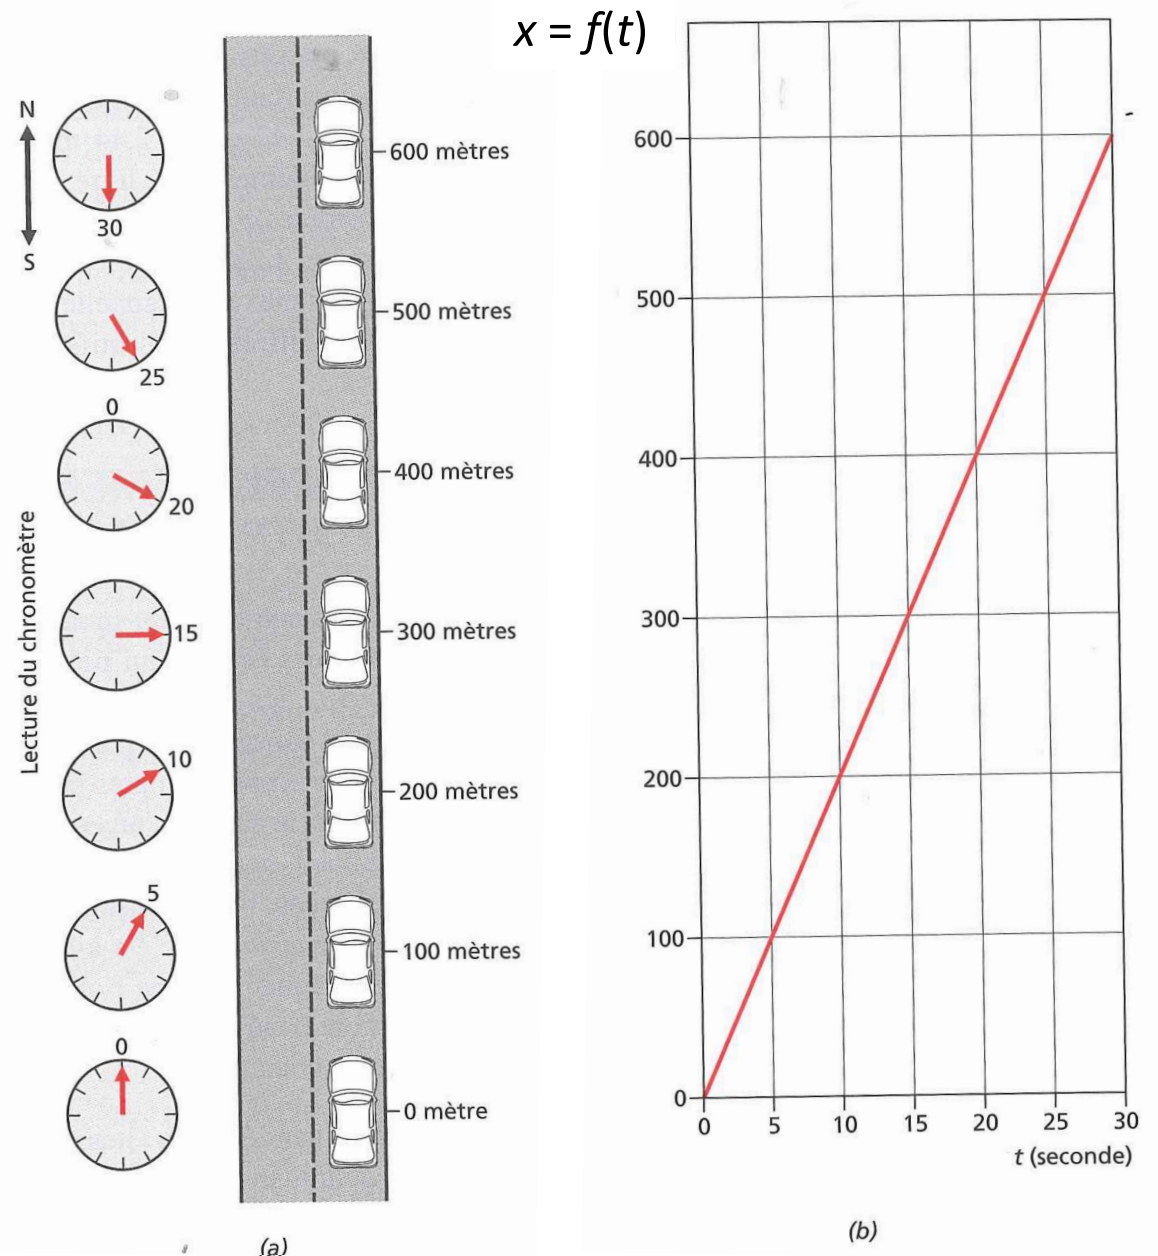 x = f(t)
N
S
30
25
0
20
15
10
5
0
Lecture du chronomètre
600 mètres
500 mètres
400 mètres
300 mètres
200 mètres
100 mètres
0 mètre
(a)
600
500
400
300
200
100
0
0 5 10 15 20 25 30
t (seconde)
(b)